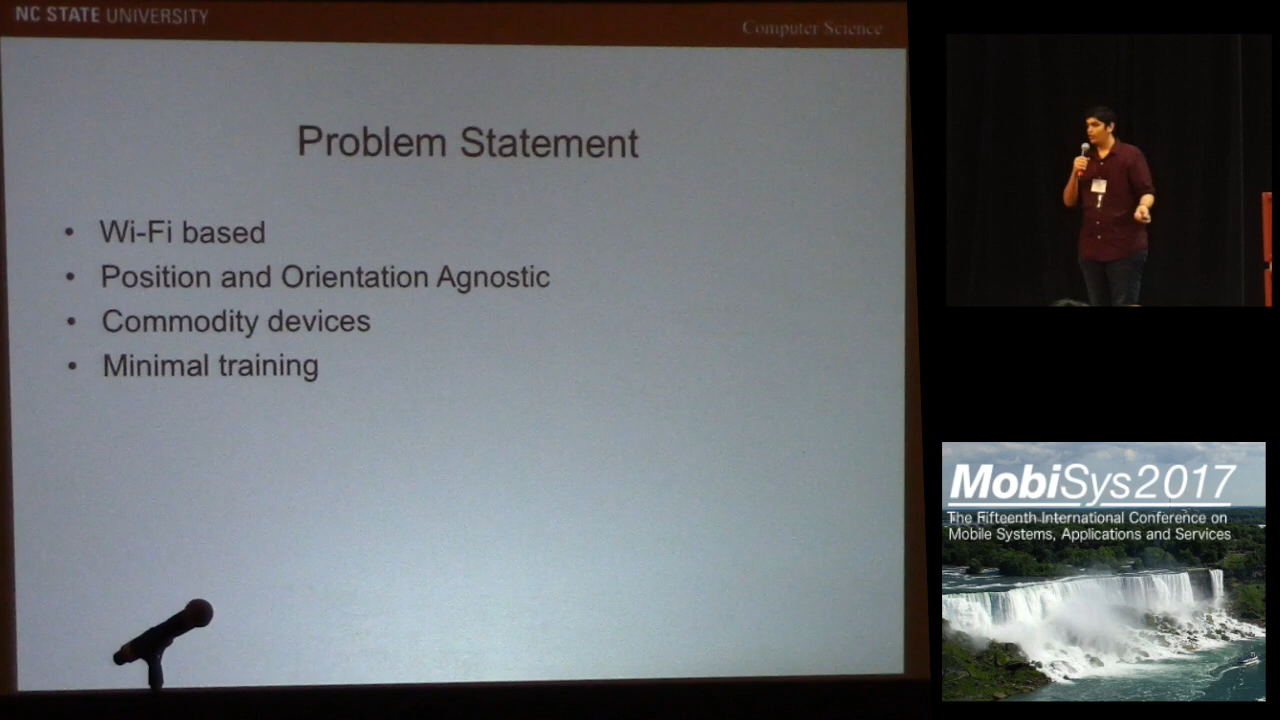 NC STATE UNIVERSITY
Computer Science
Problem Statement
• Wi-Fi based
• Position and Orientation Agnostic
• Commodity devices
• Minimal training
MobiSys2017
The Fifteenth International Conference on
Mobile Systems, Applications and Services